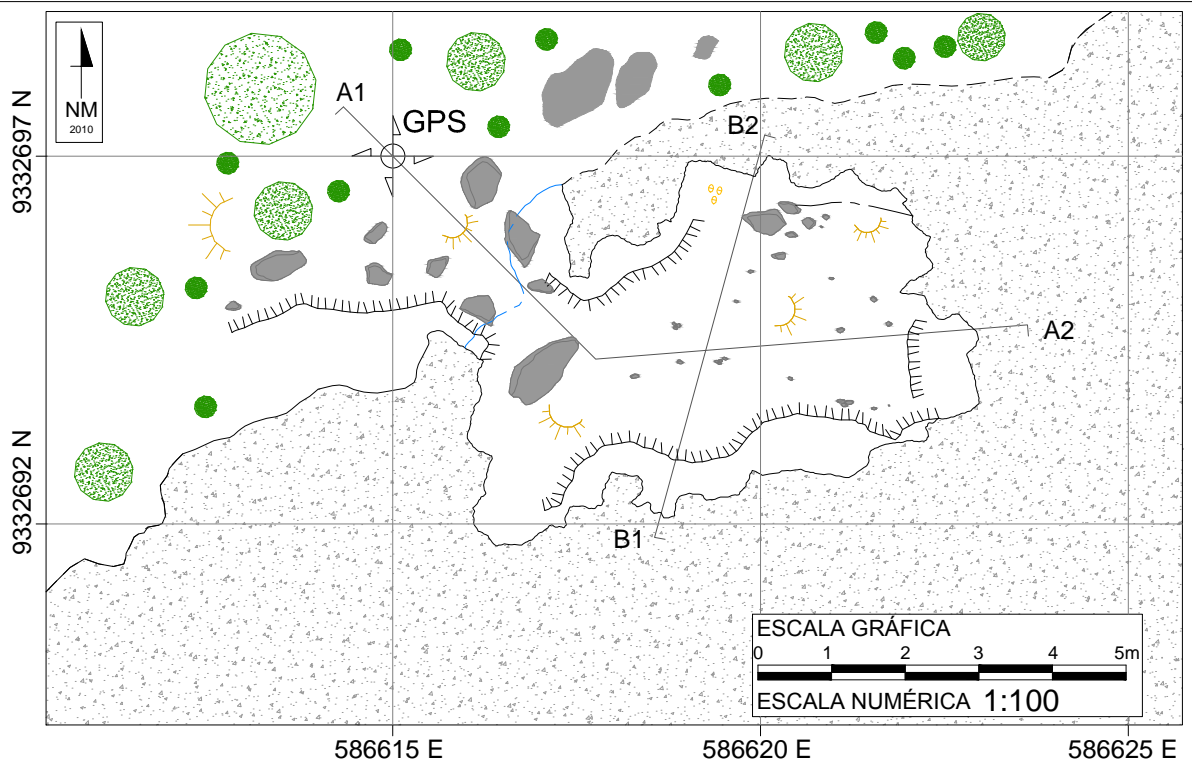 NM
2010
A1
GPS
B2
9332697 N
A2
9332692 N
B1
ESCALA GRÁFICA
0 1 2 3 4 5m
ESCALA NUMÉRICA 1:100
586615 E
586620 E
586625 E